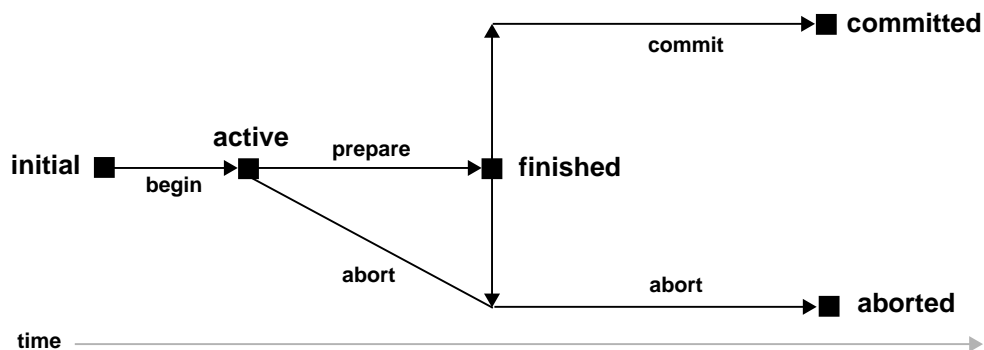 committed
commit
active
prepare
initial
finished
begin
abort
abort
aborted
time